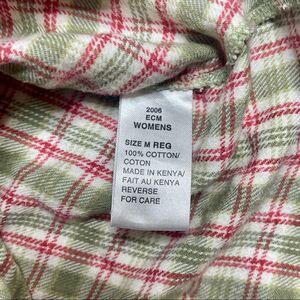 2006
ECM
WOMENS
SIZE M REG
100% COTTON/
COTON
MADE IN KENYA/
FAIT AU KENYA
REVERSE
FOR CARE